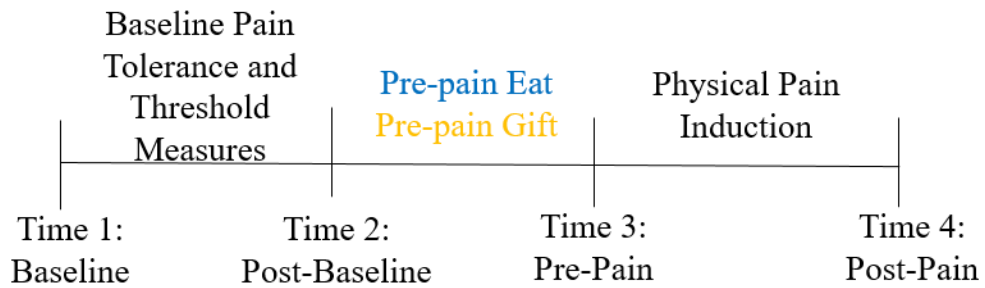 Baseline Pain
Tolerance and
Threshold
Measures
Pre-pain Eat
Pre-pain Gift
Physical Pain
Induction
Time 1:
Baseline
Time 2:
Post-Baseline
Time 3:
Pre-Pain
Time 4:
Post-Pain